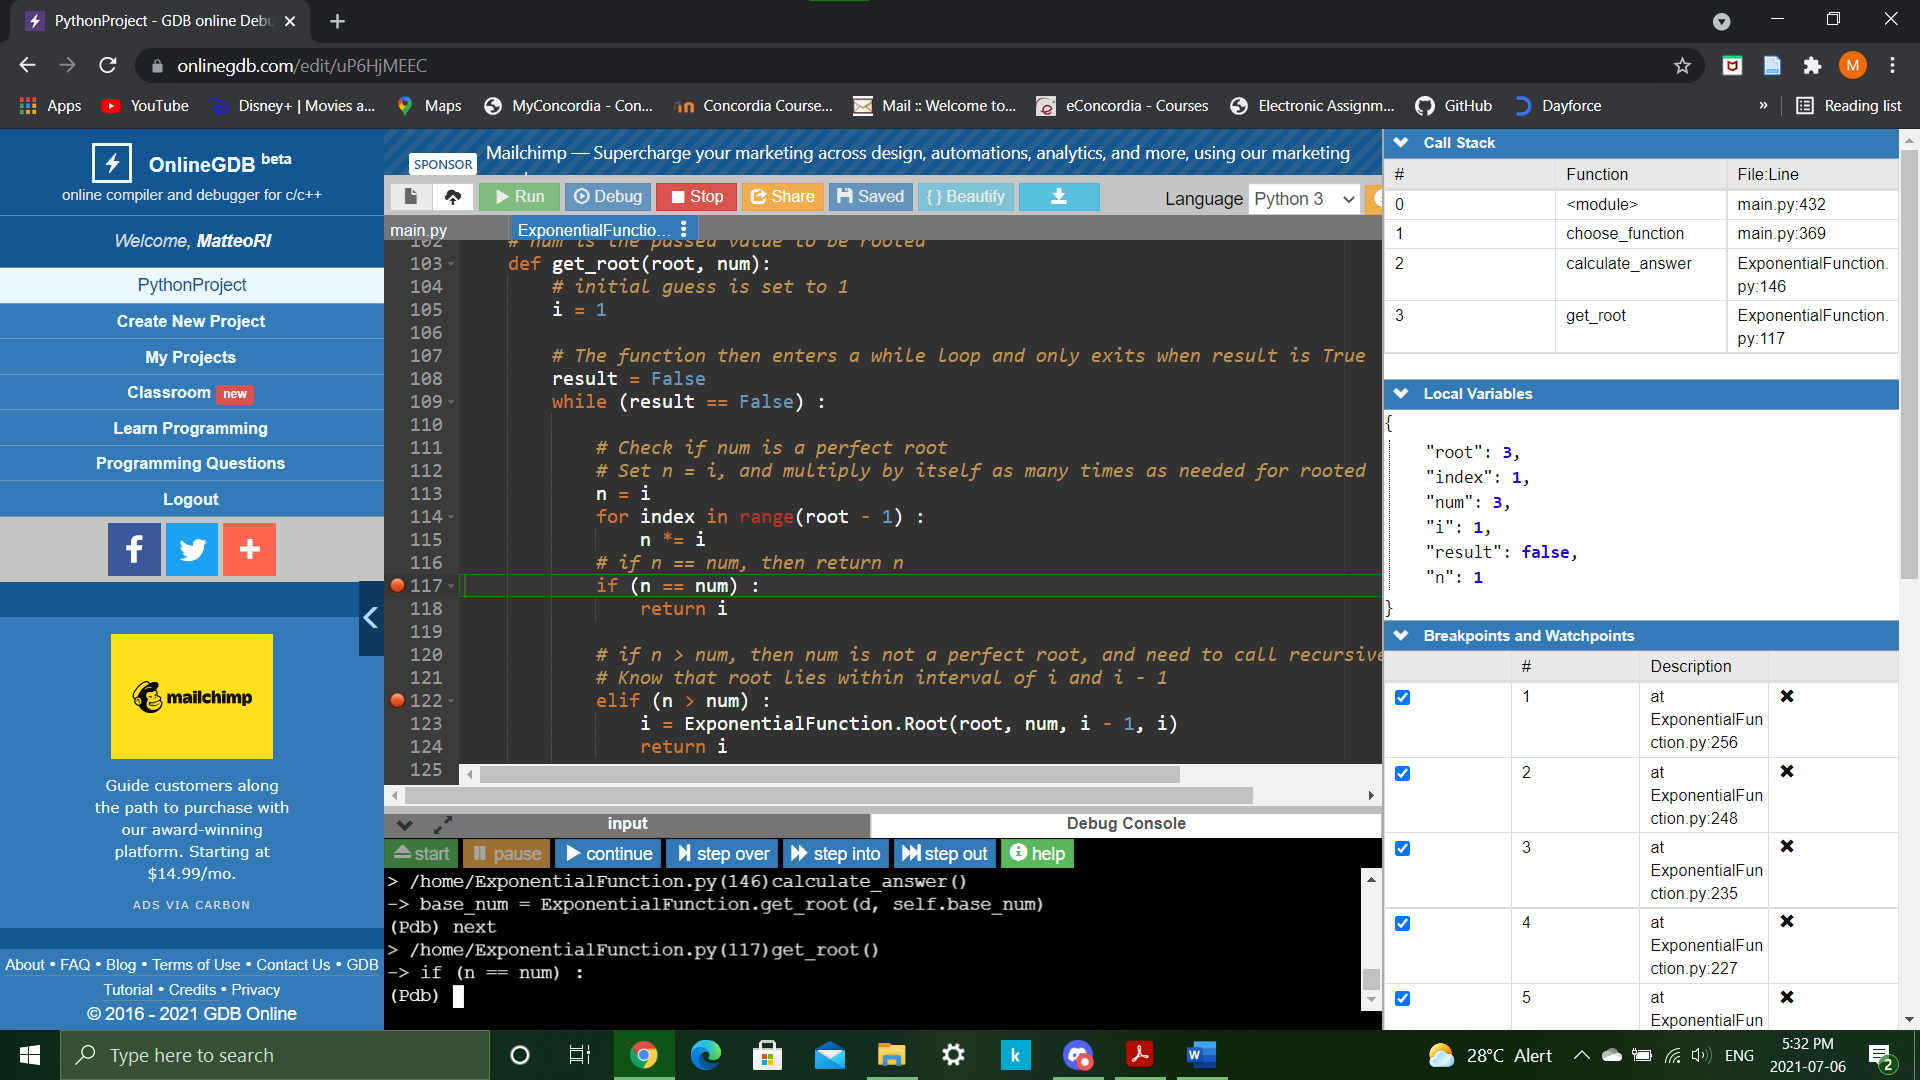 PythonProject - GDB online Debu
onlinegdb.com/edit/uP6HjMEEC
M
Apps YouTube Disney+ | Movies a... Maps MyConcordia - Con... Concordia Course... Mail :: Welcome to... eConcordia - Courses Electronic Assignm... GitHub Dayforce » Reading list
OnlineGDB beta
online compiler and debugger for c/c++
Welcome, MatteoRI
PythonProject
Create New Project
My Projects
Classroom new
Learn Programming
Programming Questions
Logout
mailchimp
Guide customers along
the path to purchase with
our award-winning
platform. Starting at
$14.99/mo.
ADS VIA CARBON
About • FAQ • Blog • Terms of Use • Contact Us • GDB
Tutorial • Credits • Privacy
© 2016 - 2021 GDB Online
SPONSOR Mailchimp — Supercharge your marketing across design, automations, analytics, and more, using our marketing
Run Debug Stop Share Saved { } Beautify Language Python 3
main.py ExponentialFunctio...
102 # num is the passed value to be rooted
103 def get_root(root, num):
104 # initial guess is set to 1
105 i = 1
106
107 # The function then enters a while loop and only exits when result is True
108 result = False
109 while (result == False) :
110
111 # Check if num is a perfect root
112 # Set n = i, and multiply by itself as many times as needed for rooted
113 n = i
114 for index in range(root - 1) :
115 n *= i
116 # if n == num, then return n
117 if (n == num) :
118 return i
119
120 # if n > num, then num is not a perfect root, and need to call recursive
121 # Know that root lies within interval of i and i - 1
122 elif (n > num) :
123 i = ExponentialFunction.Root(root, num, i - 1, i)
124 return i
125
input Debug Console
start pause continue step over step into step out help
> /home/ExponentialFunction.py(146)calculate_answer()
-> base_num = ExponentialFunction.get_root(d, self.base_num)
(Pdb) next
> /home/ExponentialFunction.py(117)get_root()
-> if (n == num) :
(Pdb)
Call Stack
# Function File:Line
0 <module> main.py:432
1 choose_function main.py:369
2 calculate_answer ExponentialFunction.
py:146
3 get_root ExponentialFunction.
py:117
Local Variables
{
"root": 3,
"index": 1,
"num": 3,
"i": 1,
"result": false,
"n": 1
}
Breakpoints and Watchpoints
# Description
1 at
ExponentialFun
ction.py:256
2 at
ExponentialFun
ction.py:248
3 at
ExponentialFun
ction.py:235
4 at
ExponentialFun
ction.py:227
5 at
ExponentialFun
Type here to search
28°C Alert ENG
5:32 PM
2021-07-06
2